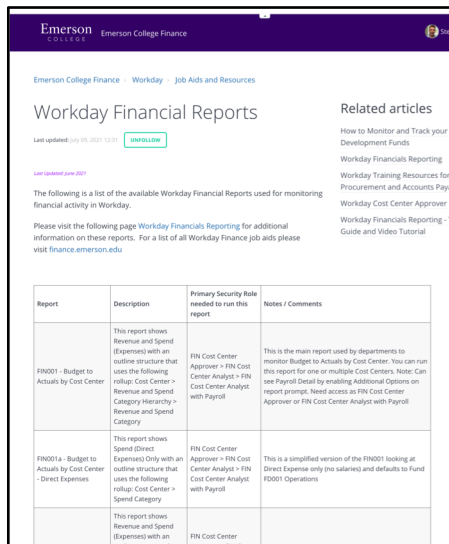 Emerson
COLLEGE
Emerson College Finance
Emerson College Finance
Workday
Job Aids and Resources
Workday Financial Reports
Last updated: July 09, 2021 13:31
UNFOLLOW
Last Updated: June 2021
The following is a list of the available Workday Financial Reports used for monitoring
financial activity in Workday.
Please visit the following page Workday Financials Reporting for additional
information on these reports. For a list of all Workday Finance job aids please
visit finance.emerson.edu
Related articles
How to Monitor and Track your
Development Funds
Workday Financials Reporting
Workday Training Resources for
Procurement and Accounts Pay
Workday Cost Center Approver
Workday Financials Reporting -
Guide and Video Tutorial
Report
Description
Primary Security Role
needed to run this
report
Notes / Comments
FIN001 - Budget to
Actuals by Cost Center
This report shows
Revenue and Spend
(Expenses) with an
outline structure that
uses the following
rollup: Cost Center >
Revenue and Spend
Category Hierarchy >
Revenue and Spend
Category
FIN Cost Center
Approver > FIN Cost
Center Analyst > FIN
Cost Center Analyst
with Payroll
This is the main report used by departments to
monitor Budget to Actuals by Cost Center. You can run
this report for one or multiple Cost Centers. Note: Can
see Payroll Detail by enabling Additional Options on
report prompt. Need access as FIN Cost Center
Approver or FIN Cost Center Analyst with Payroll
FIN001a - Budget to
Actuals by Cost Center
- Direct Expenses
This report shows
Spend (Direct
Expenses) Only with an
outline structure that
uses the following
rollup: Cost Center >
Spend Category
FIN Cost Center
Approver > FIN Cost
Center Analyst > FIN
Cost Center Analyst
with Payroll
This is a simplified version of the FIN001 looking at
Direct Expense only (no salaries) and defaults to Fund
FD001 Operations
This report shows
Revenue and Spend
(Expenses) with an
FIN Cost Center